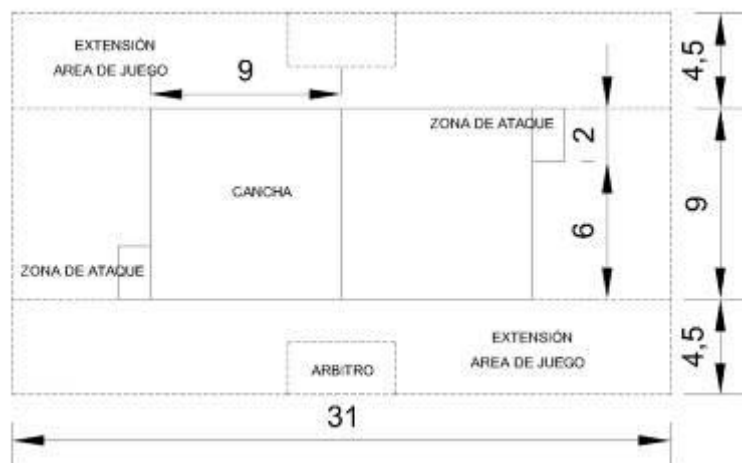 EXTENSIÓN
AREA DE JUEGO
9
4,5
ZONA DE ATAQUE
2
CANCHA
9
6
ZONA DE ATAQUE
EXTENSIÓN
AREA DE JUEGO
4,5
ARBITRO
31